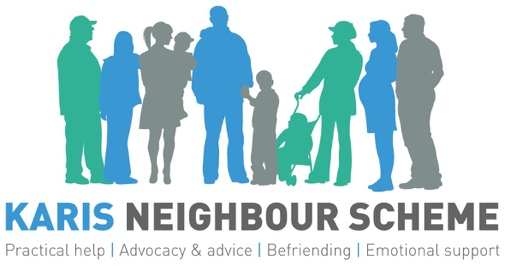 KARIS NEIGHBOUR SCHEME
Practical help | Advocacy & advice | Befriending | Emotional support